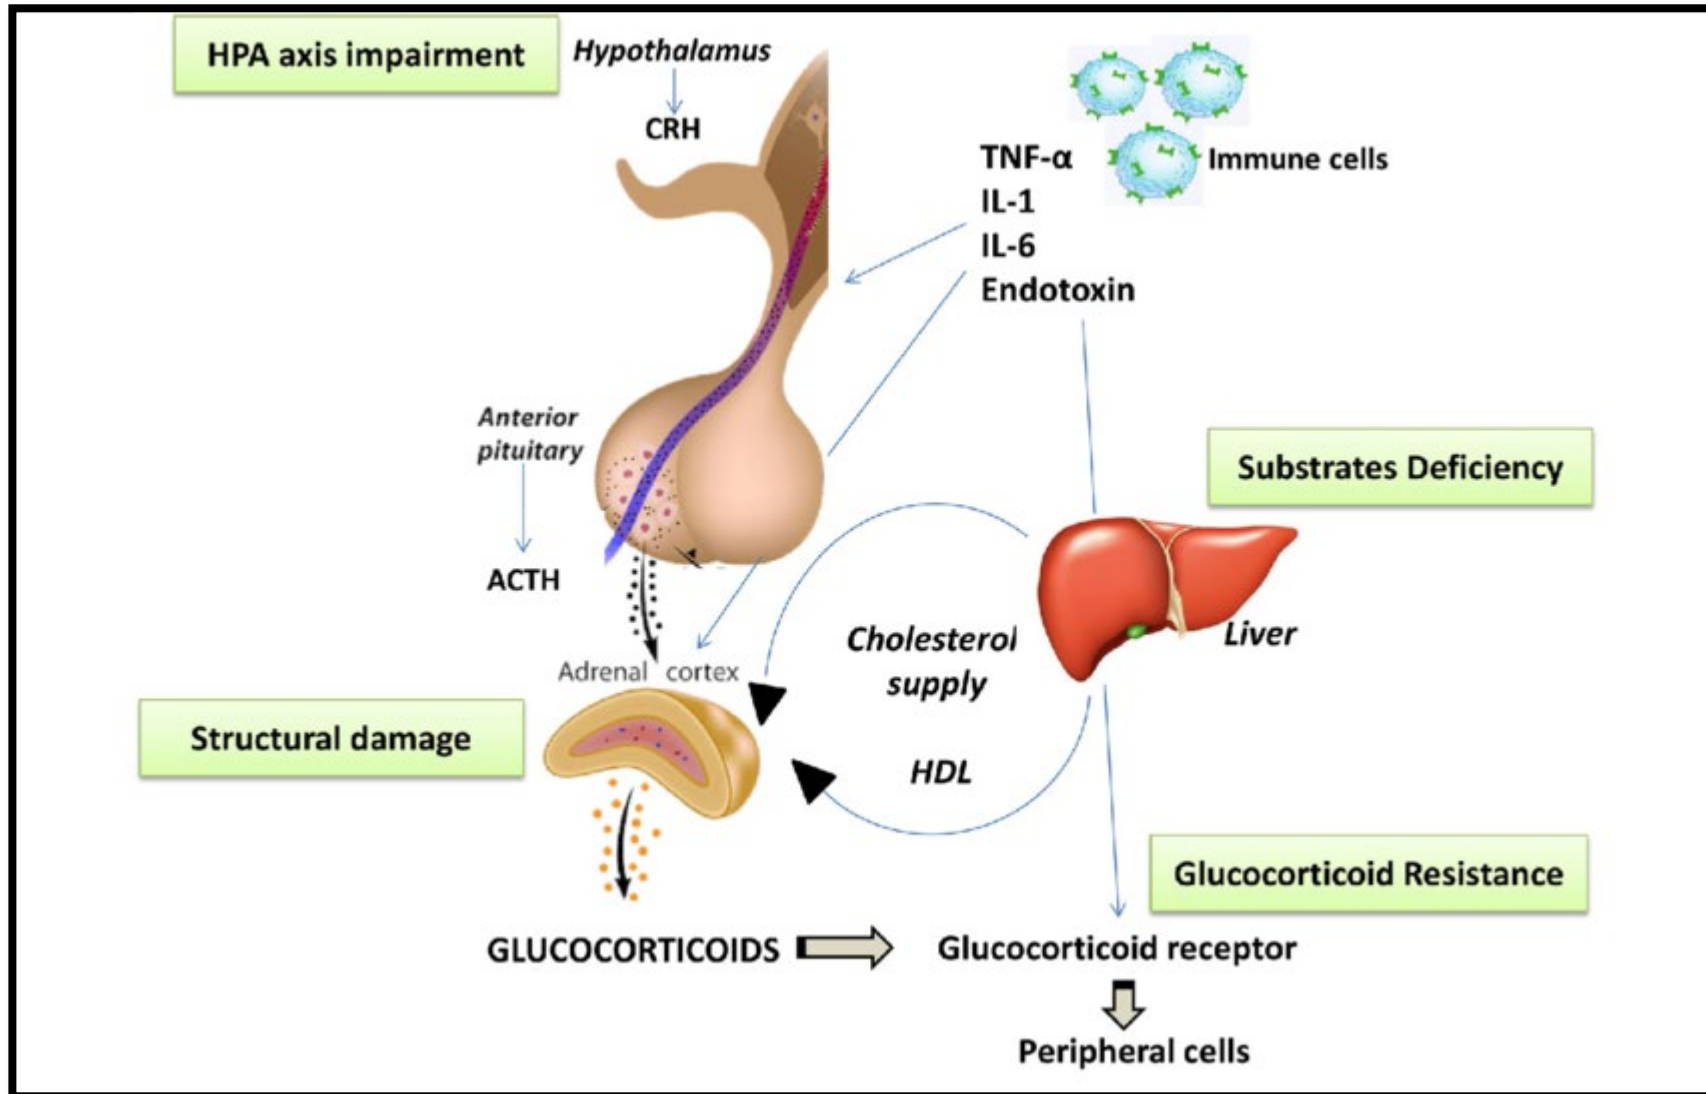 HPA axis impairment
Hypothalamus
CRH
TNF-α
IL-1
IL-6
Endotoxin
Immune cells
Anterior
pituitary
ACTH
Substrates Deficiency
Cholesterol
supply
Liver
Adrenal cortex
Structural damage
HDL
Glucocorticoid Resistance
GLUCOCORTICOIDS
Glucocorticoid receptor
Peripheral cells